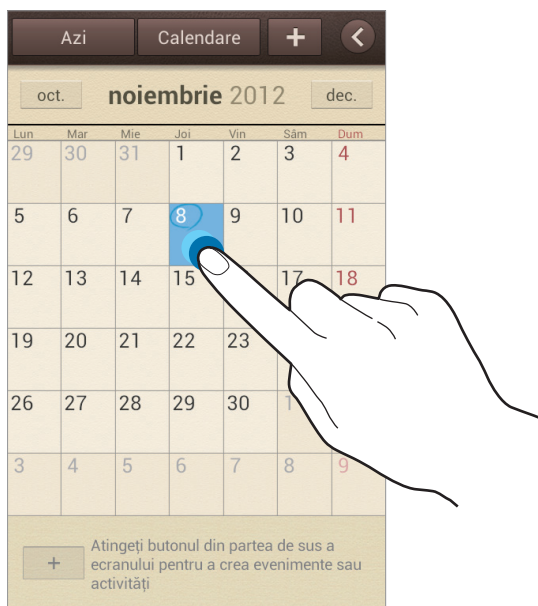 Azi Calendare +
oct. noiembrie 2012 dec.
Lun Mar Mie Joi Vin Sâm Dum
29 30 31 1 2 3 4
5 6 7 8 9 10 11
12 13 14 15 17 18
19 20 21 22 23
26 27 28 29 30 1
3 4 5 6 7 8 9
+ Atingeți butonul din partea de sus a
ecranului pentru a crea evenimente sau
activități